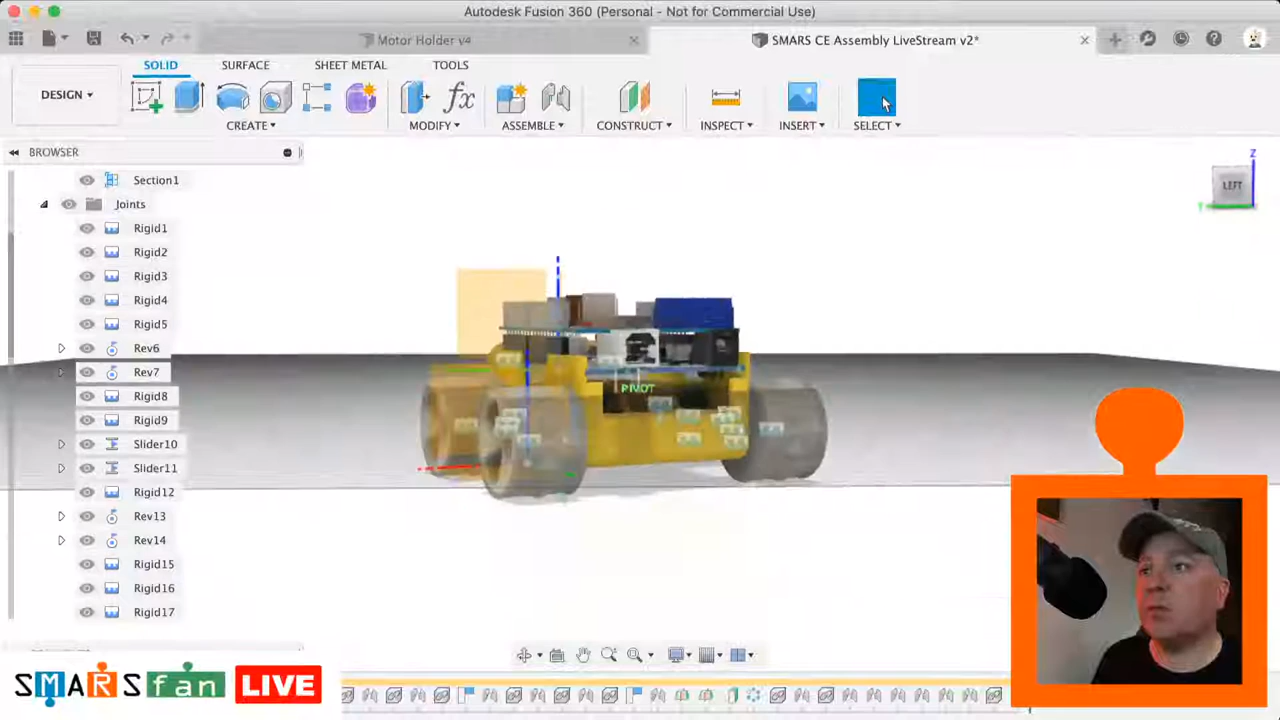 Autodesk Fusion 360 (Personal - Not for Commercial Use)
Motor Holder v4
SMARS CE Assembly LiveStream v2*
SOLID SURFACE SHEET METAL TOOLS
DESIGN
CREATE MODIFY ASSEMBLE CONSTRUCT INSPECT INSERT SELECT
BROWSER
Section1
Joints
Rigid1
Rigid2
Rigid3
Rigid4
Rigid5
Rev6
Rev7
Rigid8
Rigid9
Slider10
Slider11
Rigid12
Rev13
Rev14
Rigid15
Rigid16
Rigid17
Z
LEFT
Y
PIVOT
SMARS fan LIVE